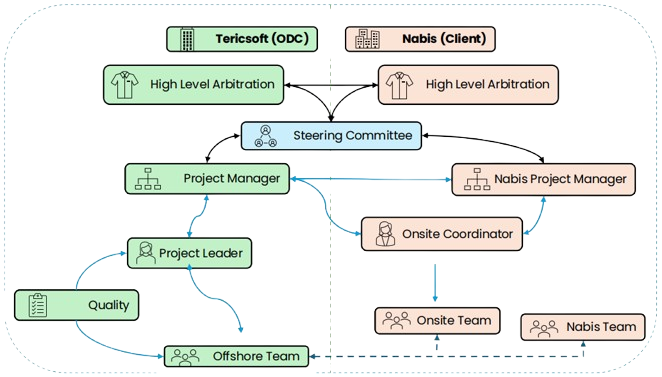 Tericsoft (ODC)
Nabis (Client)
High Level Arbitration
High Level Arbitration
Steering Committee
Project Manager
Nabis Project Manager
Onsite Coordinator
Project Leader
Quality
Onsite Team
Nabis Team
Offshore Team